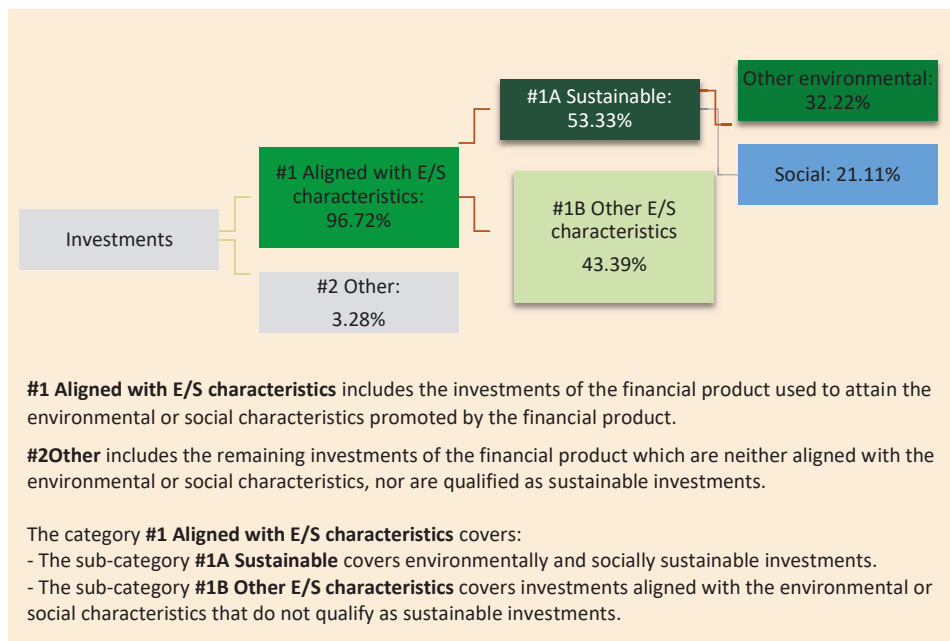 Investments
#1 Aligned with E/S
characteristics:
96.72%
#2 Other:
3.28%
#1A Sustainable:
53.33%
#1B Other E/S
characteristics
43.39%
Other environmental:
32.22%
Social: 21.11%
#1 Aligned with E/S characteristics includes the investments of the financial product used to attain the
environmental or social characteristics promoted by the financial product.
#2Other includes the remaining investments of the financial product which are neither aligned with the
environmental or social characteristics, nor are qualified as sustainable investments.
The category #1 Aligned with E/S characteristics covers:
- The sub-category #1A Sustainable covers environmentally and socially sustainable investments.
- The sub-category #1B Other E/S characteristics covers investments aligned with the environmental or
social characteristics that do not qualify as sustainable investments.